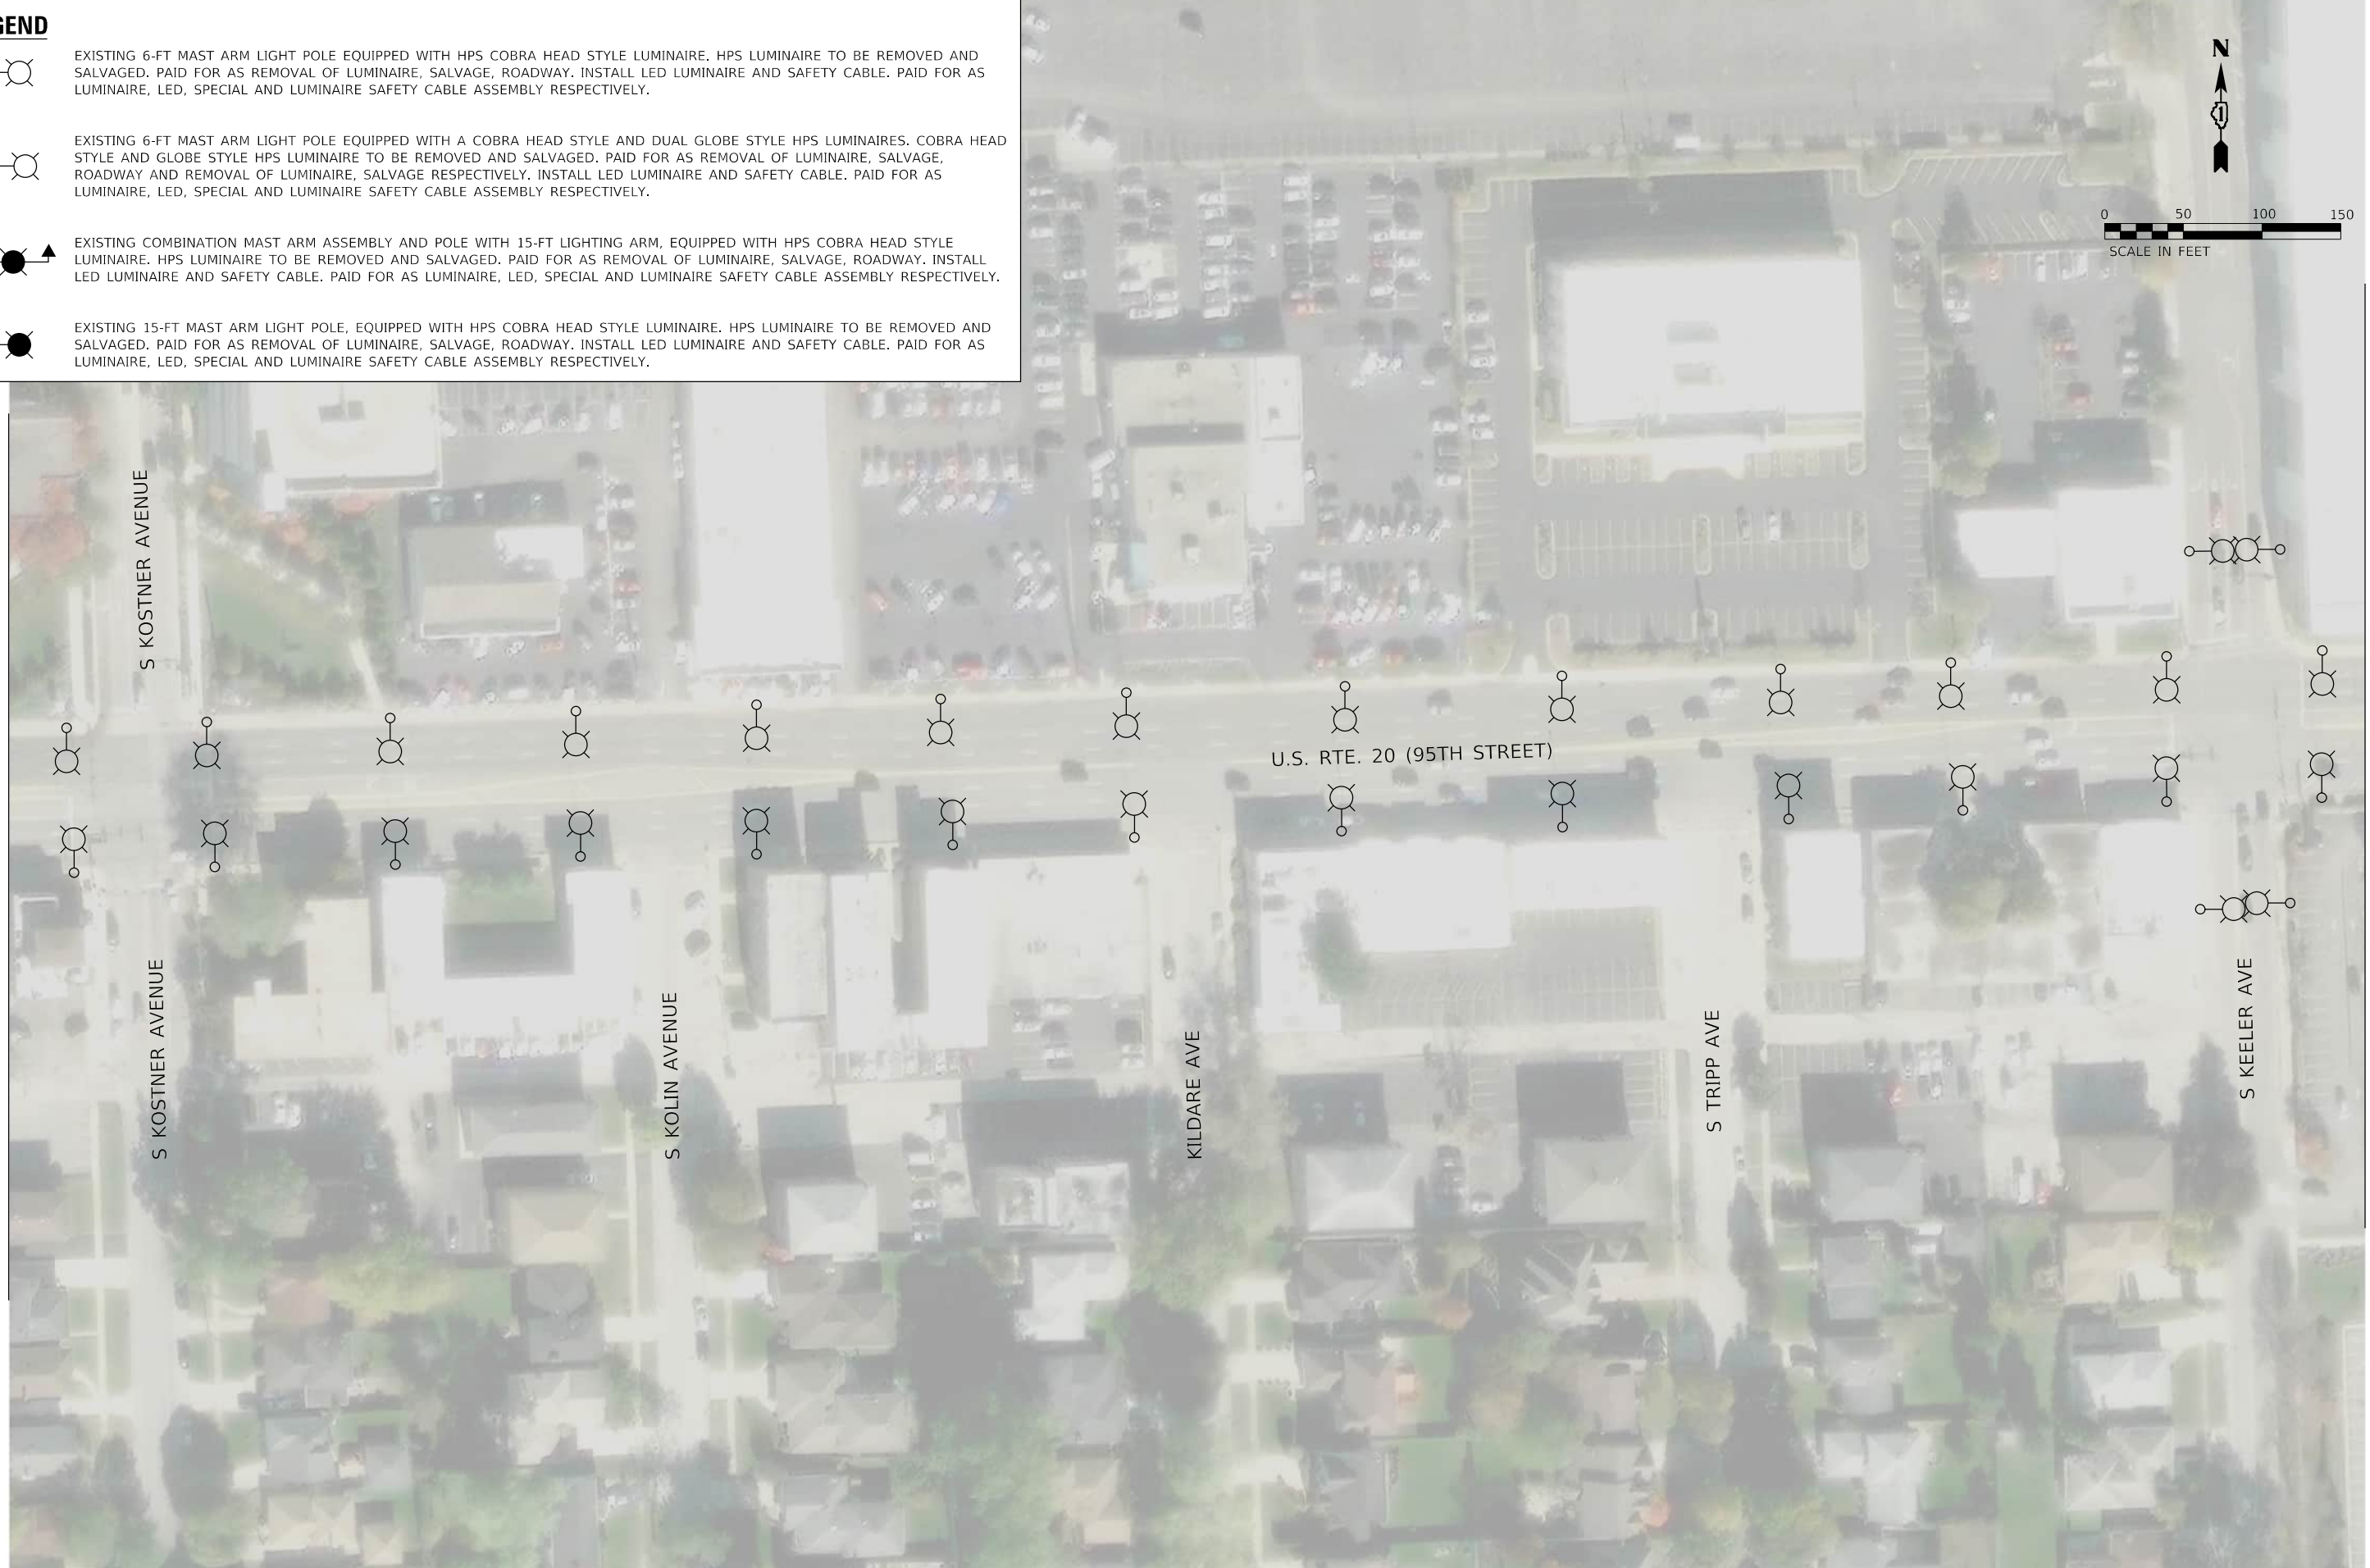 GEND
EXISTING 6-FT MAST ARM LIGHT POLE EQUIPPED WITH HPS COBRA HEAD STYLE LUMINAIRE. HPS LUMINAIRE TO BE REMOVED AND
SALVAGED. PAID FOR AS REMOVAL OF LUMINAIRE, SALVAGE, ROADWAY. INSTALL LED LUMINAIRE AND SAFETY CABLE. PAID FOR AS
LUMINAIRE, LED, SPECIAL AND LUMINAIRE SAFETY CABLE ASSEMBLY RESPECTIVELY.
EXISTING 6-FT MAST ARM LIGHT POLE EQUIPPED WITH A COBRA HEAD STYLE AND DUAL GLOBE STYLE HPS LUMINAIRES. COBRA HEAD
STYLE AND GLOBE STYLE HPS LUMINAIRE TO BE REMOVED AND SALVAGED. PAID FOR AS REMOVAL OF LUMINAIRE, SALVAGE,
ROADWAY AND REMOVAL OF LUMINAIRE, SALVAGE RESPECTIVELY. INSTALL LED LUMINAIRE AND SAFETY CABLE. PAID FOR AS
LUMINAIRE, LED, SPECIAL AND LUMINAIRE SAFETY CABLE ASSEMBLY RESPECTIVELY.
EXISTING COMBINATION MAST ARM ASSEMBLY AND POLE WITH 15-FT LIGHTING ARM, EQUIPPED WITH HPS COBRA HEAD STYLE
LUMINAIRE. HPS LUMINAIRE TO BE REMOVED AND SALVAGED. PAID FOR AS REMOVAL OF LUMINAIRE, SALVAGE, ROADWAY. INSTALL
LED LUMINAIRE AND SAFETY CABLE. PAID FOR AS LUMINAIRE, LED, SPECIAL AND LUMINAIRE SAFETY CABLE ASSEMBLY RESPECTIVELY.
EXISTING 15-FT MAST ARM LIGHT POLE, EQUIPPED WITH HPS COBRA HEAD STYLE LUMINAIRE. HPS LUMINAIRE TO BE REMOVED AND
SALVAGED. PAID FOR AS REMOVAL OF LUMINAIRE, SALVAGE, ROADWAY. INSTALL LED LUMINAIRE AND SAFETY CABLE. PAID FOR AS
LUMINAIRE, LED, SPECIAL AND LUMINAIRE SAFETY CABLE ASSEMBLY RESPECTIVELY.
N
1
0 50 100 150
SCALE IN FEET
S KOSTNER AVENUE
U.S. RTE. 20 (95TH STREET)
S KOSTNER AVENUE
S KOLIN AVENUE
KILDARE AVE
S TRIPP AVE
S KEELER AVE